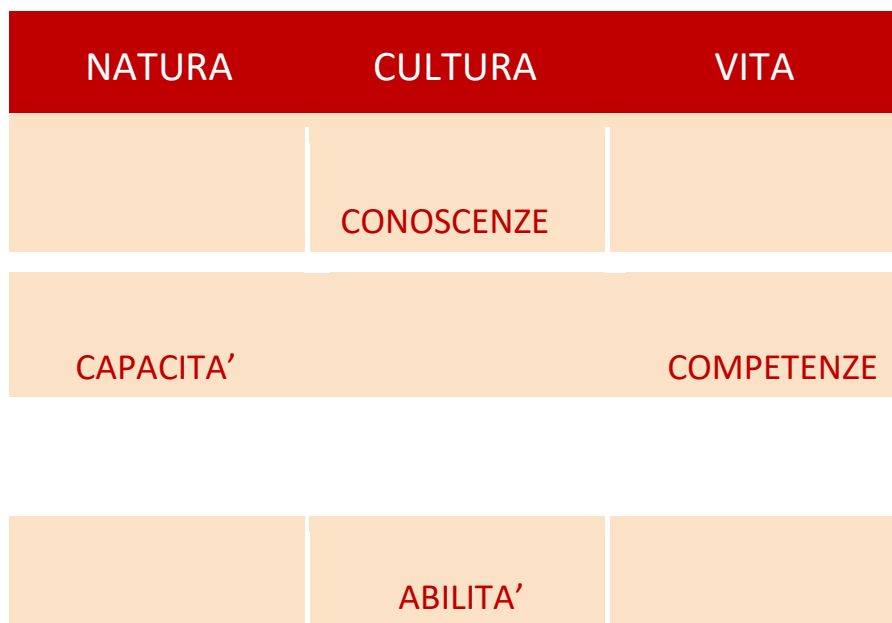 NATURA CULTURA VITA
CONOSCENZE
CAPACITA’ COMPETENZE
ABILITA’